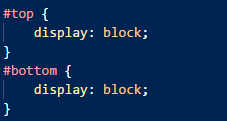 #top {
    display: block;
}
#bottom {
    display: block;
}